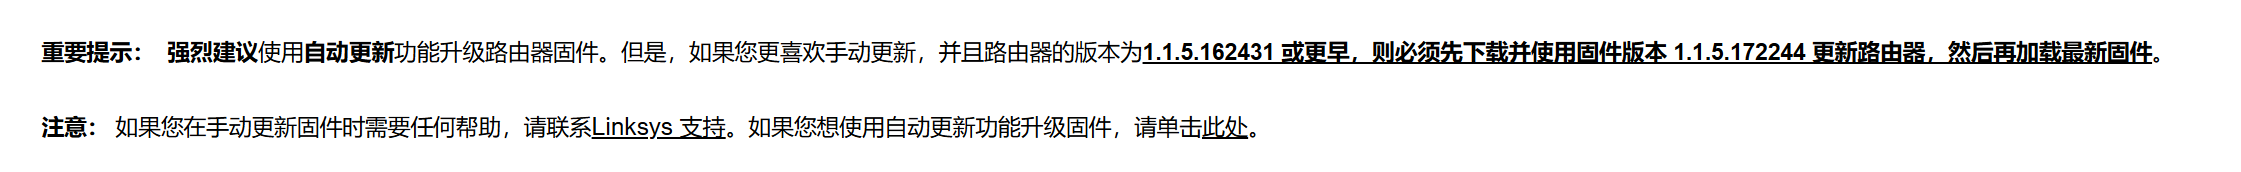 重要提示： 强烈建议使用自动更新功能升级路由器固件。但是，如果您更喜欢手动更新，并且路由器的版本为1.1.5.162431 或更早，则必须先下载并使用固件版本 1.1.5.172244 更新路由器，然后再加载最新固件。
注意： 如果您在手动更新固件时需要任何帮助，请联系Linksys 支持。如果您想使用自动更新功能升级固件，请单击此处。